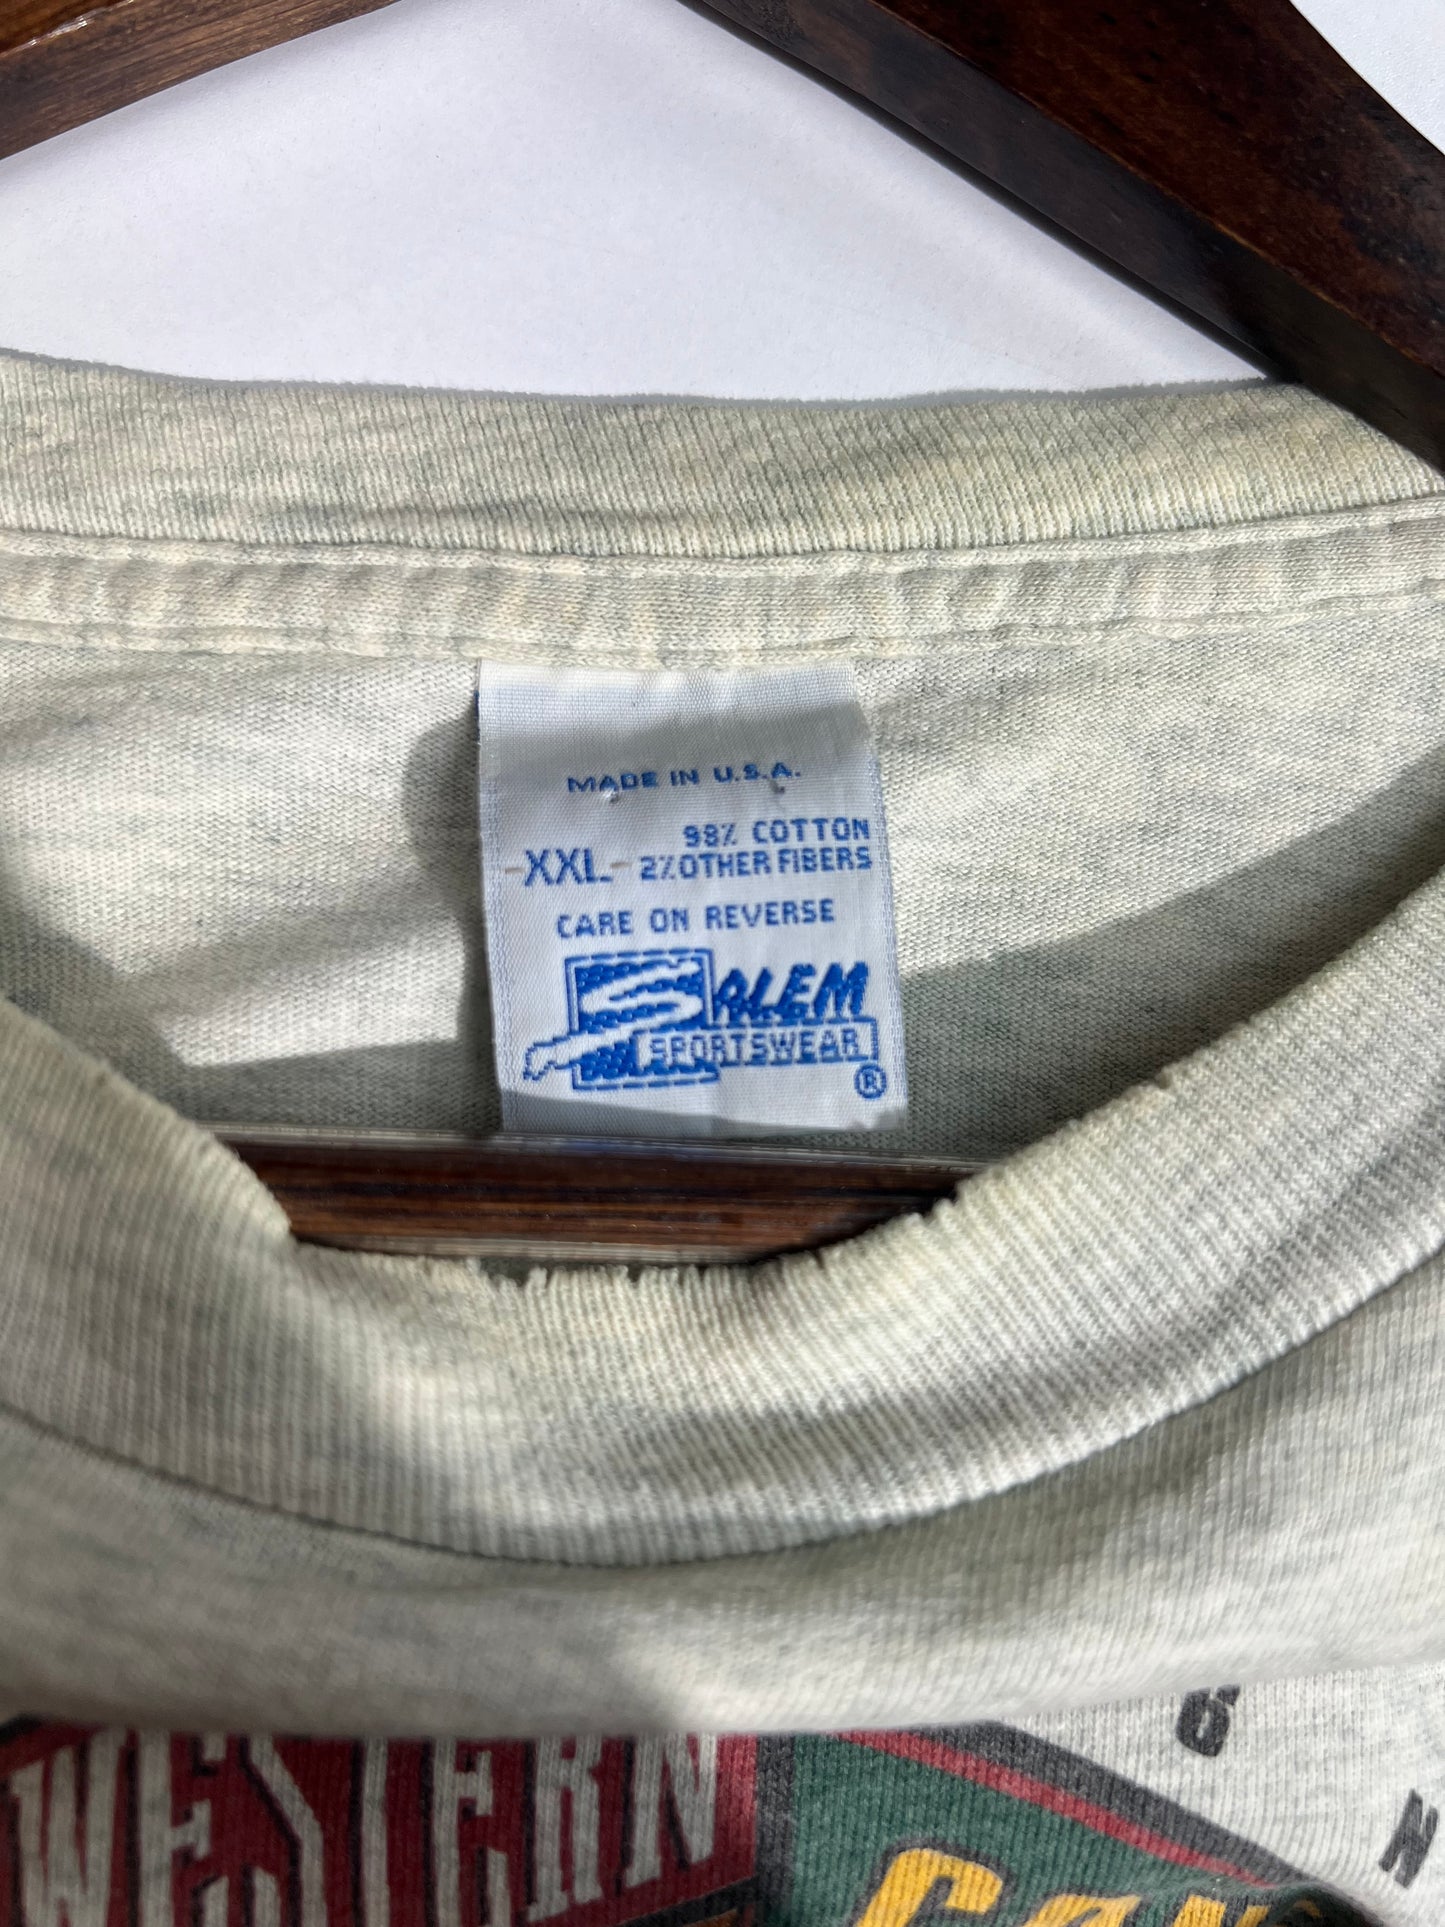 MADE IN U.S.A.
98% COTTON
-XXL- 2% OTHER FIBERS
CARE ON REVERSE
SALEM
SPORTSWEAR
®
WESTERN
N